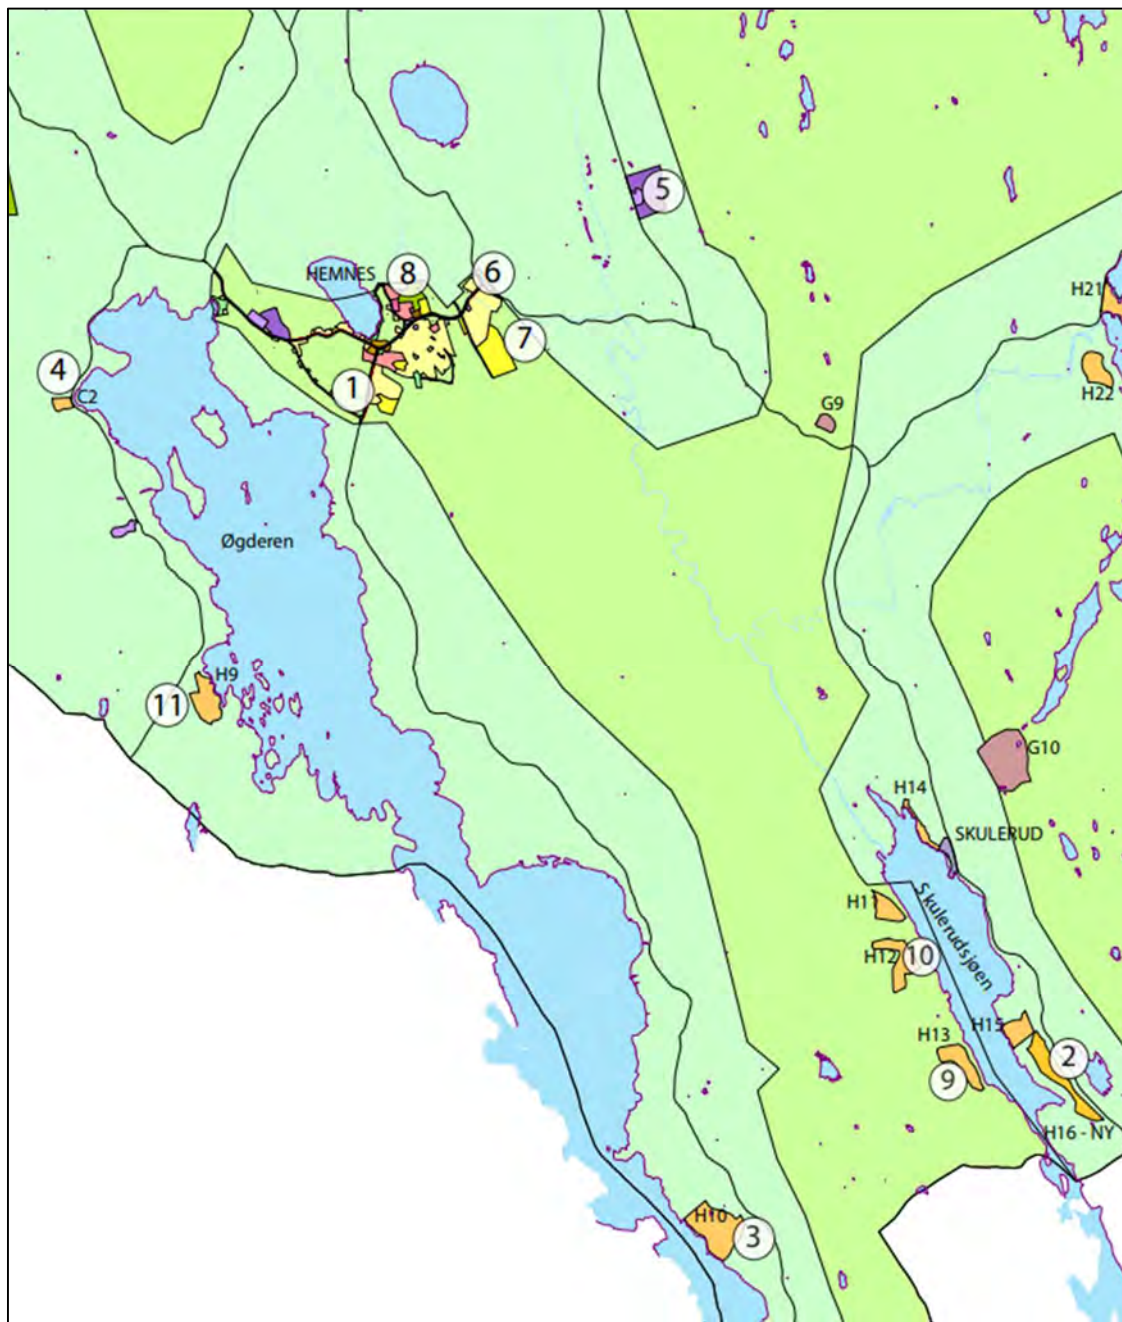 5
HEMNES
8
6
H21
7
4
C2
1
H22
G9
Øgderen
H9
11
G10
H14
SKULERUD
H11
Skulerudsjøen
H12
10
H15
H13
2
9
H16 - NY
H10
3